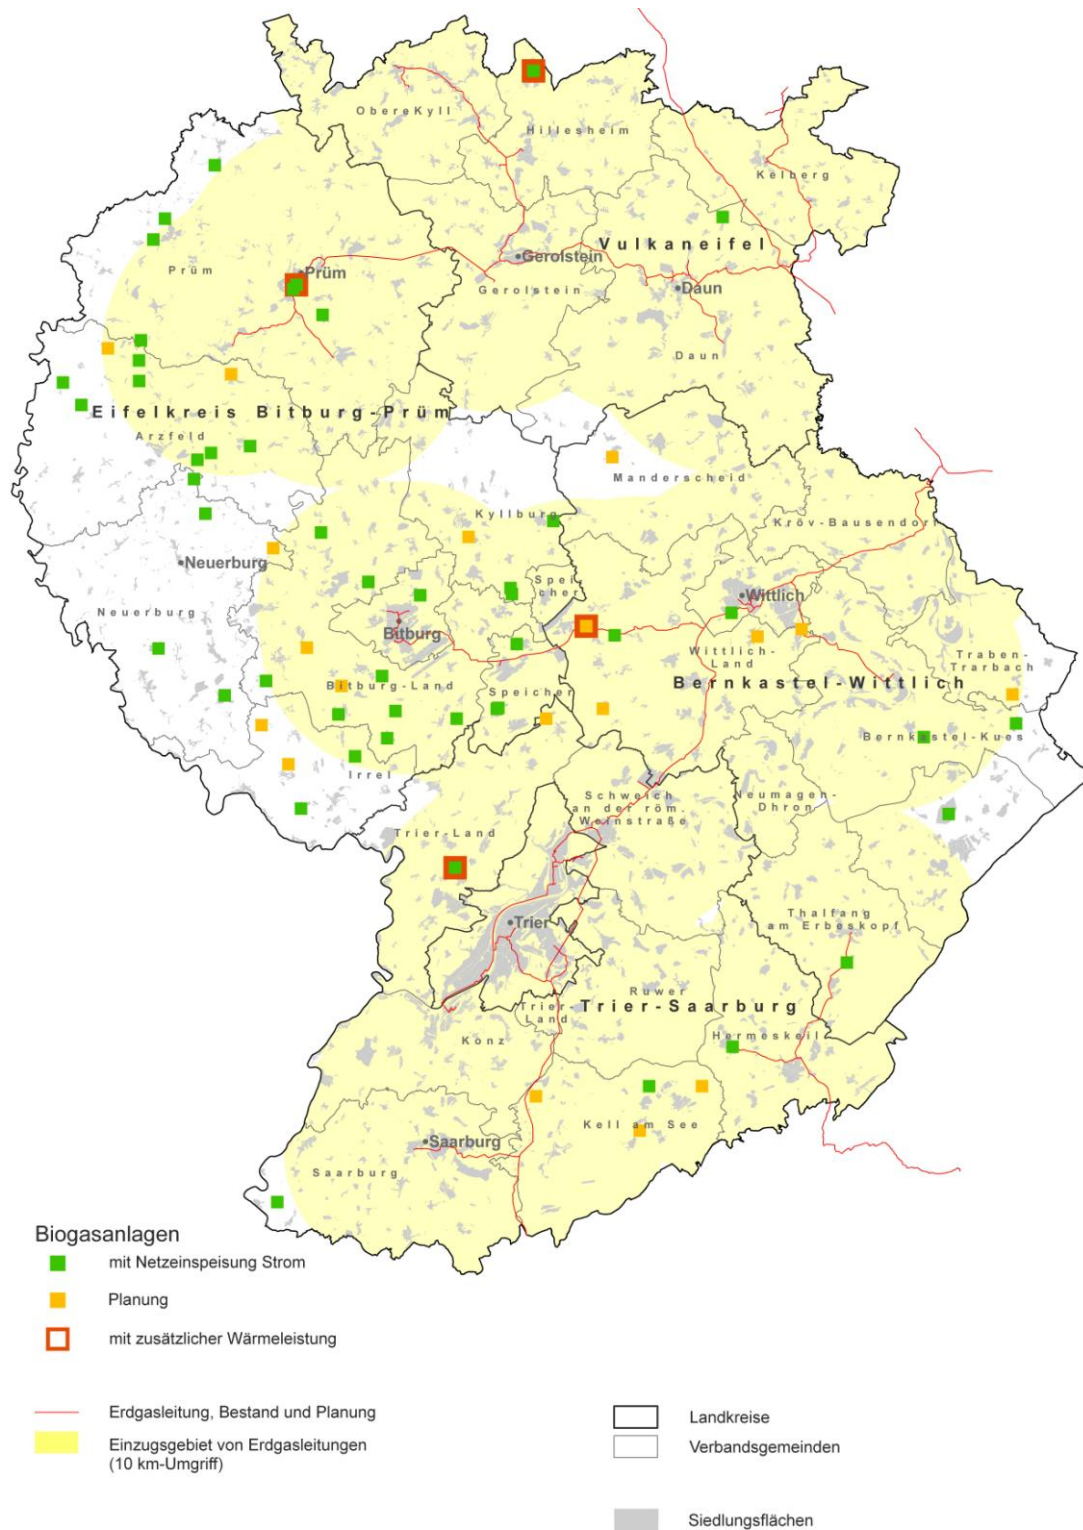 Obere Kyll
Hillesheim
Kelberg
Vulkaneifel
Gerolstein
Prüm
Prüm
Gerolstein
Daun
Daun
Eifelkreis Bitburg-Prüm
Arzfeld
Manderscheid
Kyllburg
Kröv-Bausendorf
Neuerburg
Spei
cher
Wittlich
Neuerburg
Bitburg
Wittlich-
Land
Traben-
Trarbach
Bernkastel-Wittlich
Bitburg-Land
Speicher
Bernkastel-Kues
Irrel
Schweich
an der röm.
Weinstraße
Neumagen-
Dhron
Trier-Land
Trier
Thalfang
am Erbeskopf
Ruwer
Trier-
Land
Trier-Saarburg
Konz
Hermeskeil
Kell am See
Saarburg
Saarburg
Biogasanlagen
mit Netzeinspeisung Strom
Planung
mit zusätzlicher Wärmeleistung
Erdgasleitung, Bestand und Planung
Einzugsgebiet von Erdgasleitungen
(10 km-Umgriff)
Landkreise
Verbandsgemeinden
Siedlungsflächen